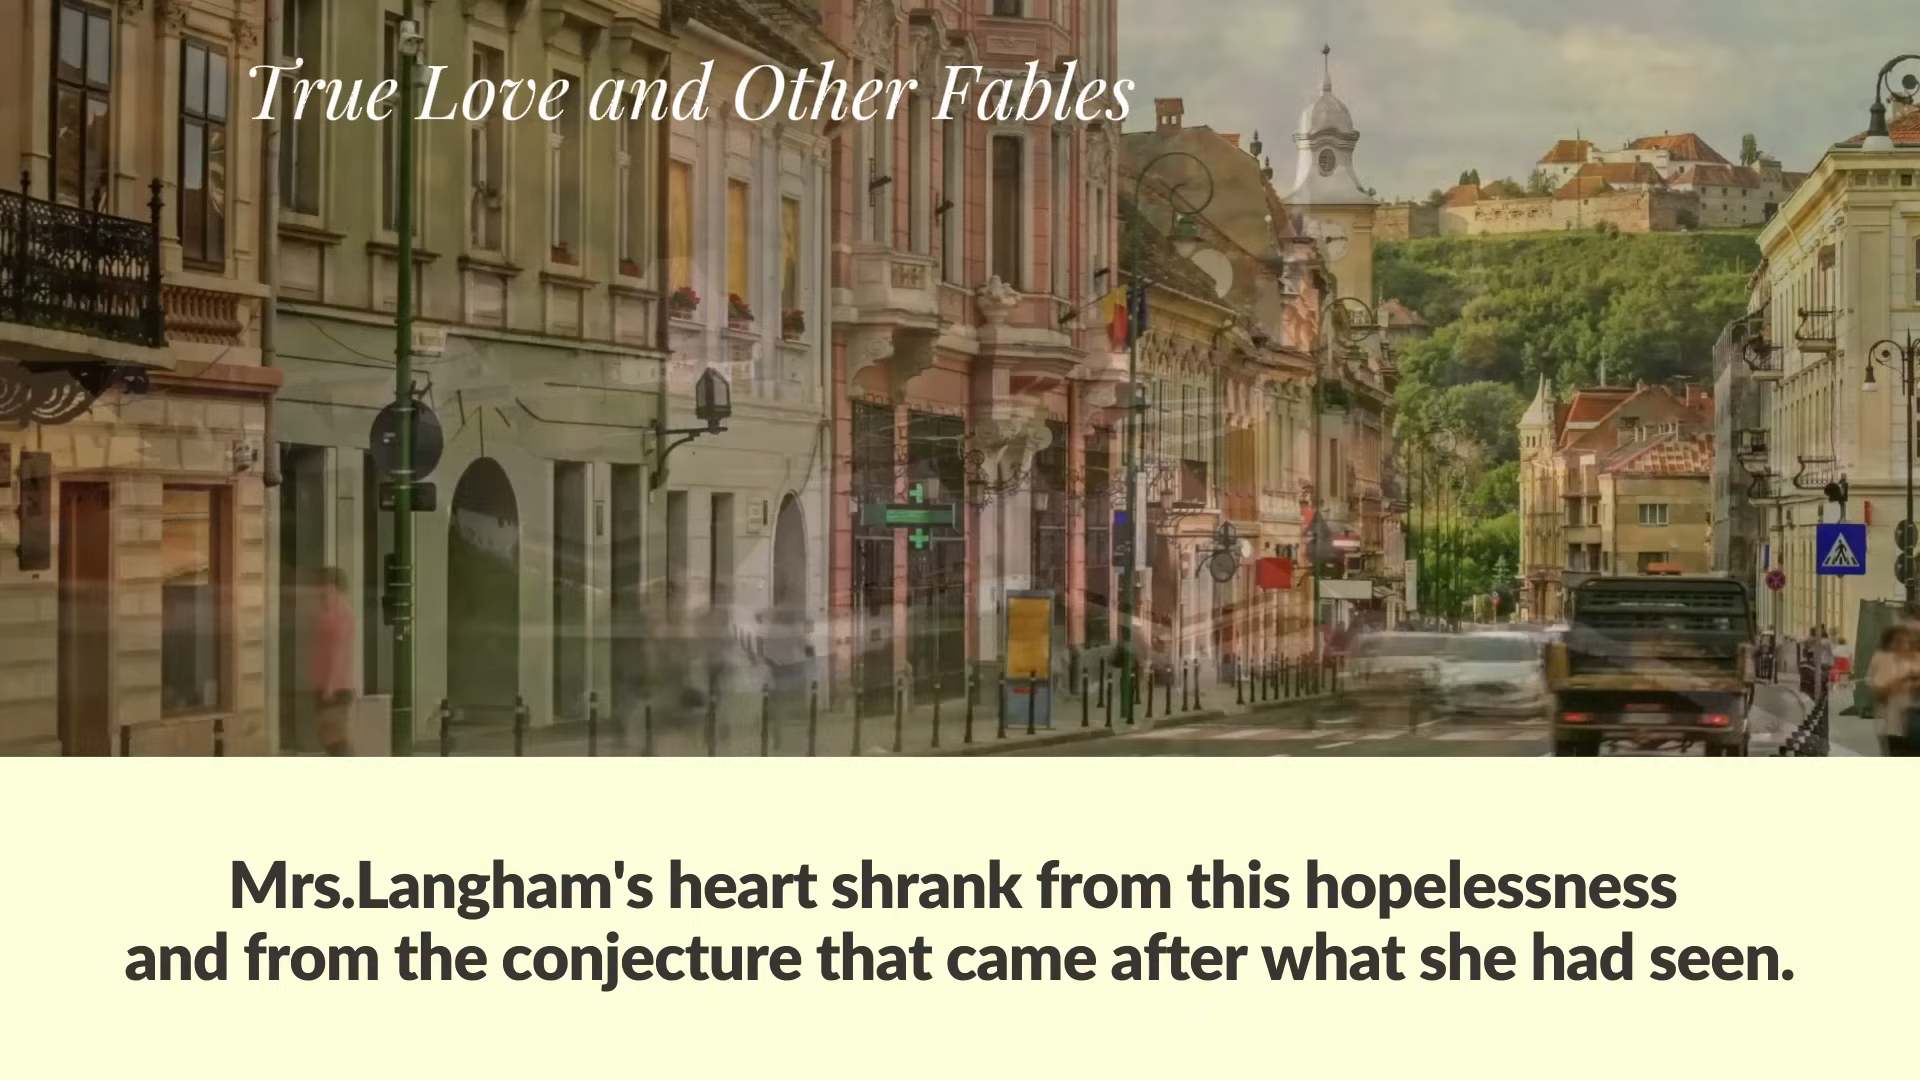 True Love and Other Fables
Mrs.Langham's heart shrank from this hopelessness
and from the conjecture that came after what she had seen.